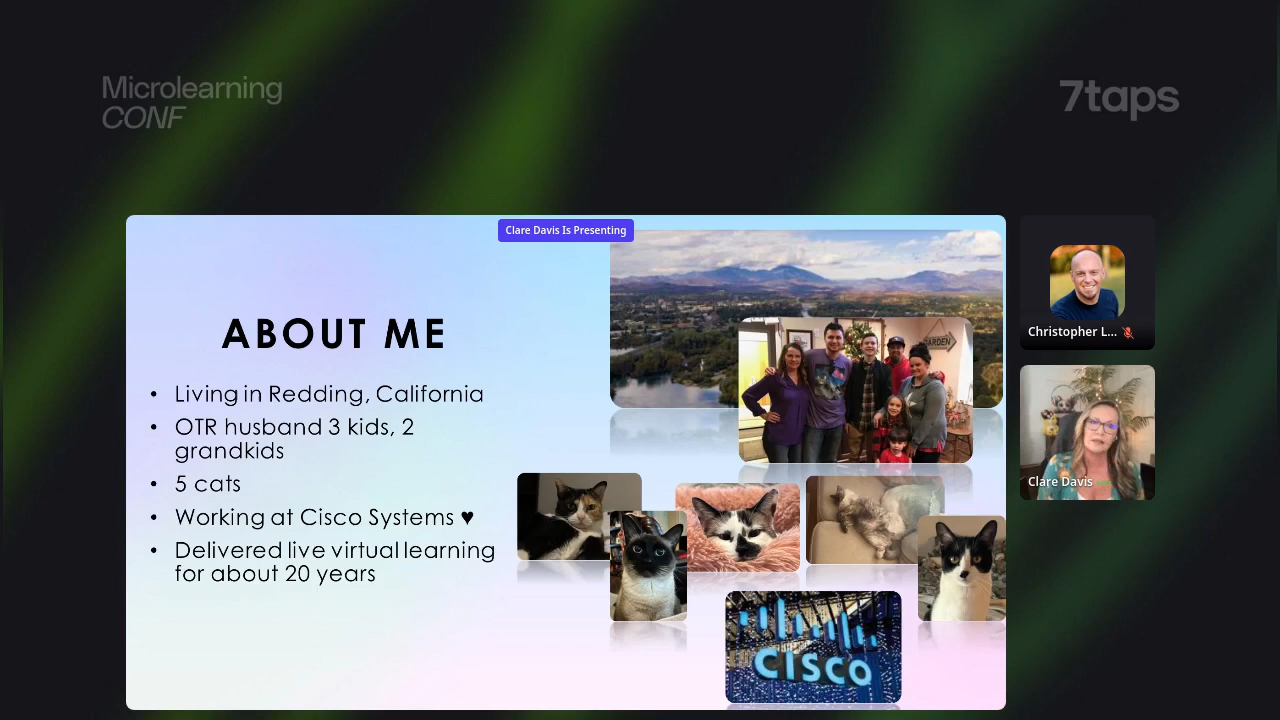 Microlearning
CONF
7taps
Clare Davis Is Presenting
ABOUT ME
• Living in Redding, California
• OTR husband 3 kids, 2
grandkids
• 5 cats
• Working at Cisco Systems ♥
• Delivered live virtual learning
for about 20 years
GARDEN
CISCO
Christopher L...
Clare Davis